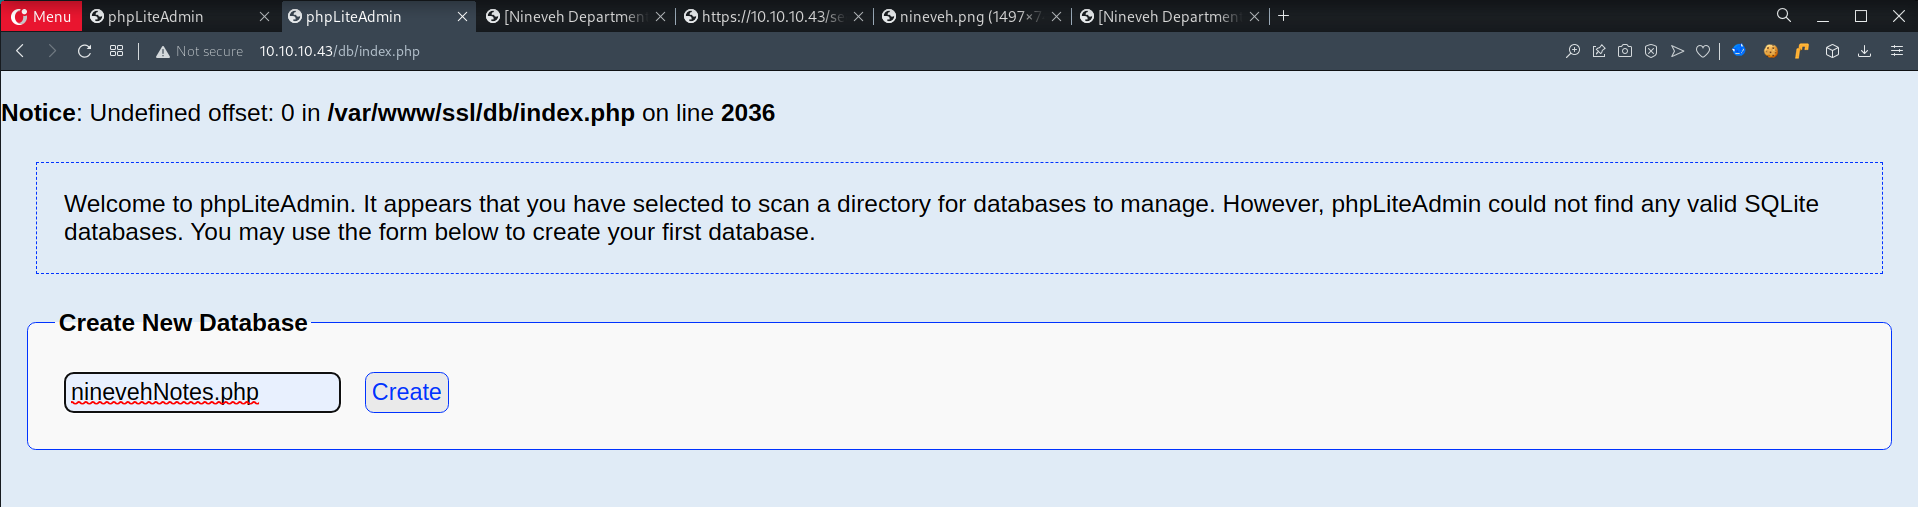 Menu phpLiteAdmin phpLiteAdmin [Nineveh Departmen https://10.10.10.43/se nineveh.png (1497×7 [Nineveh Departmen
Not secure 10.10.10.43/db/index.php
Notice: Undefined offset: 0 in /var/www/ssl/db/index.php on line 2036
Welcome to phpLiteAdmin. It appears that you have selected to scan a directory for databases to manage. However, phpLiteAdmin could not find any valid SQLite
databases. You may use the form below to create your first database.
Create New Database
ninevehNotes.php Create